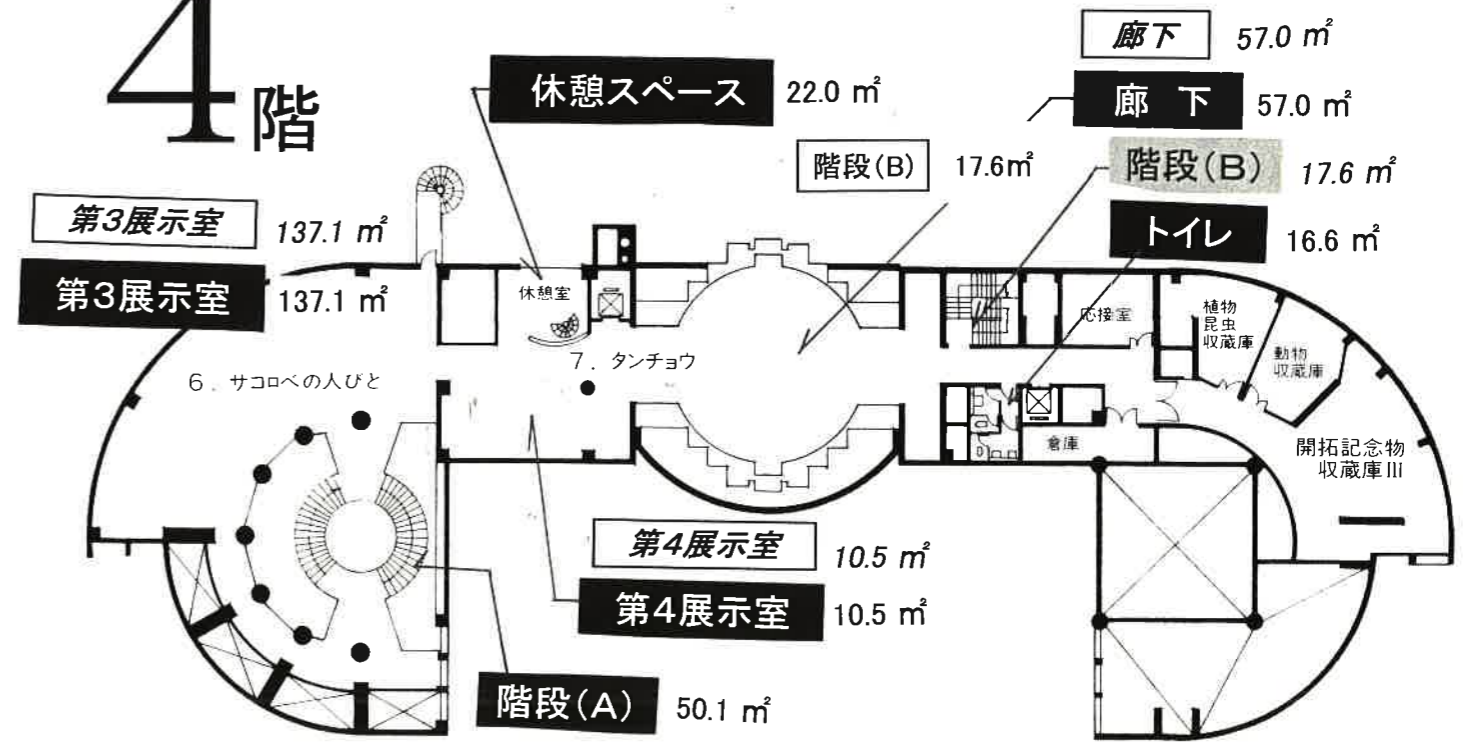 4階
廊下 57.0 ㎡
休憩スペース 22.0 ㎡
廊 下 57.0 ㎡
階段(B) 17.6㎡
階段(B) 17.6 ㎡
第3展示室 137.1 ㎡
トイレ 16.6 ㎡
第3展示室 137.1 ㎡
休憩室
応接室
植物
昆虫
収蔵庫
動物
収蔵庫
7. タンチョウ
6. サコロベの人びと
倉庫
開拓記念物
収蔵庫III
第4展示室 10.5 ㎡
第4展示室 10.5 ㎡
階段(A) 50.1 ㎡